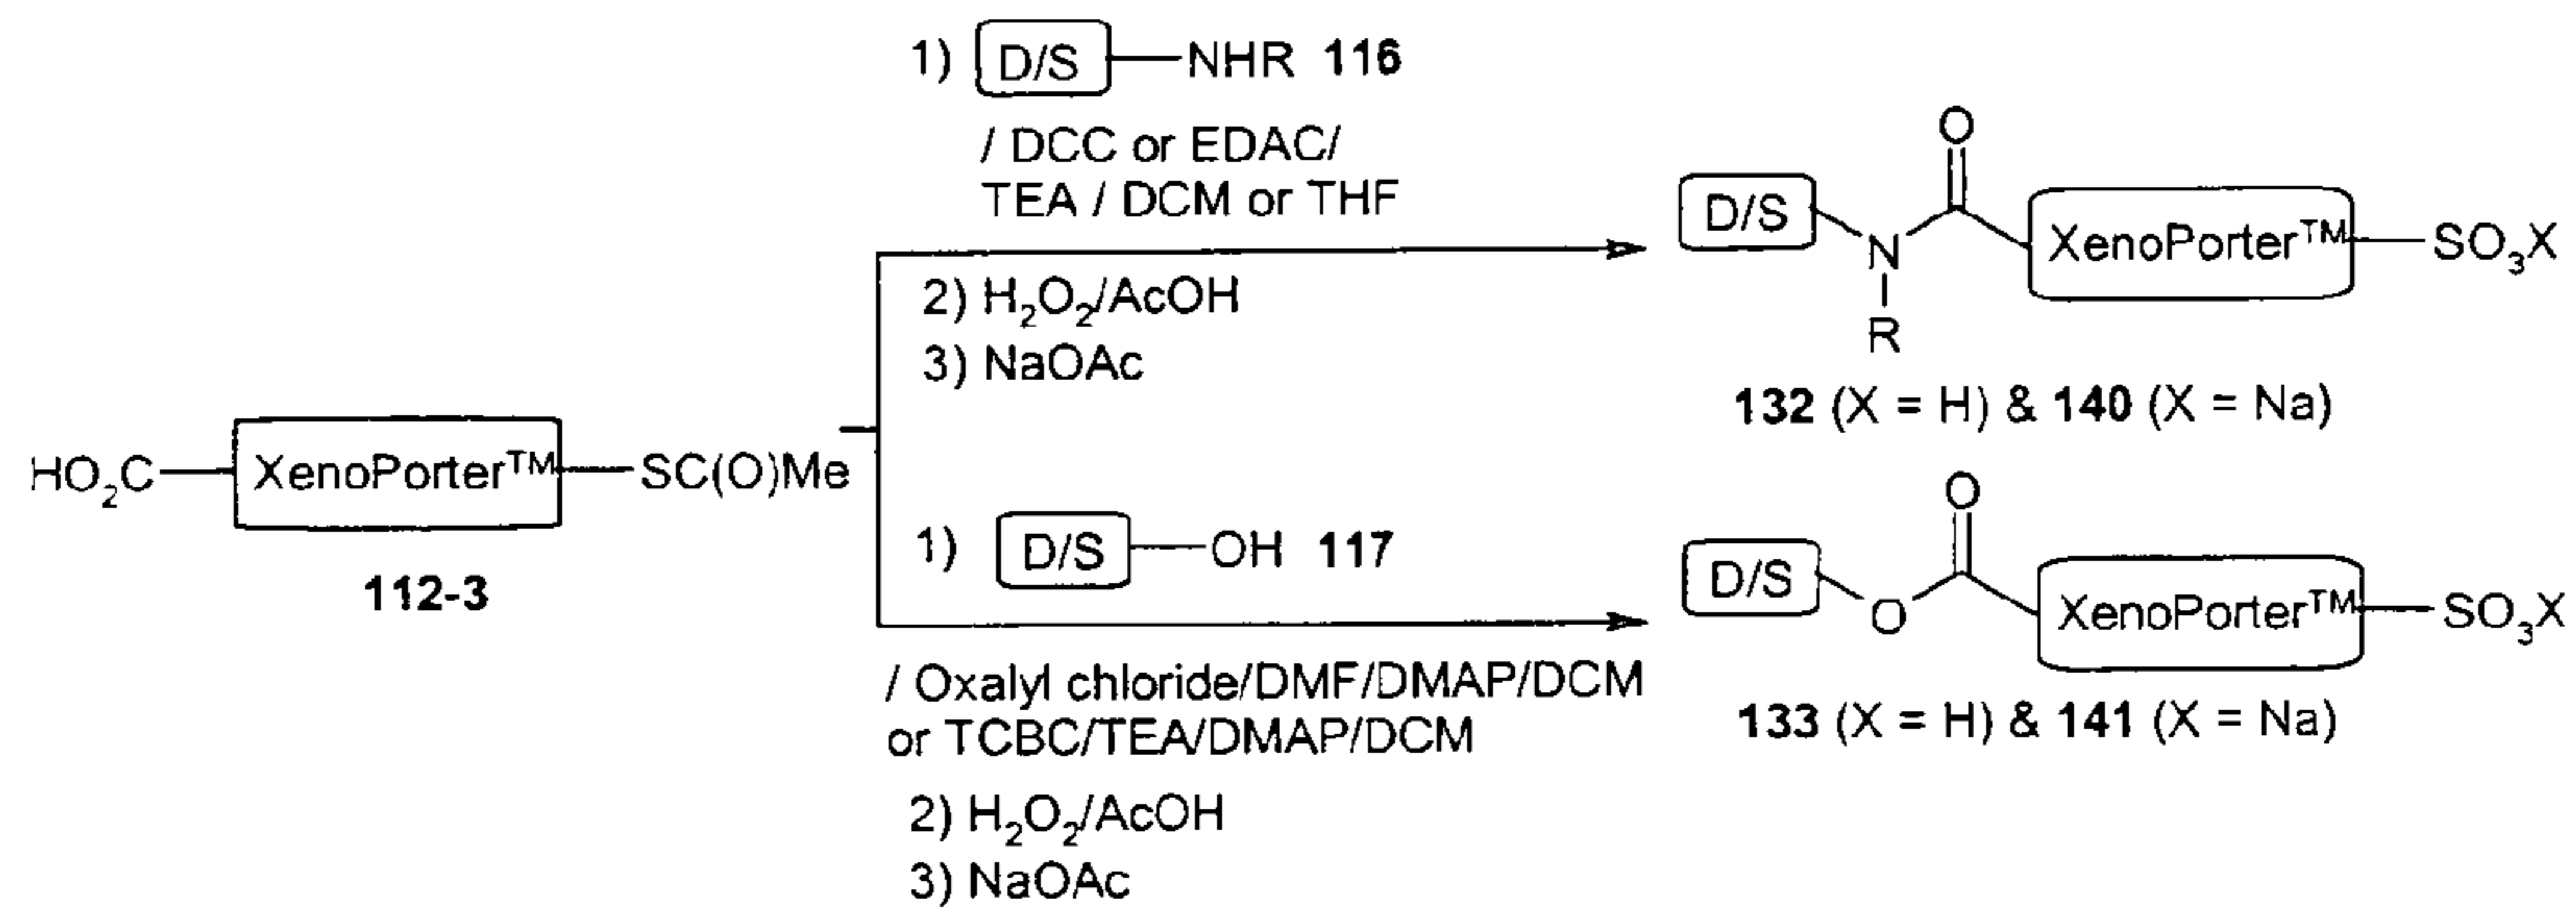 1) D/S NHR 116
/ DCC or EDAC/
TEA / DCM or THF
2) H₂O₂/AcOH
3) NaOAc
D/S N R O XenoPorter™ SO₃X
132 (X = H) & 140 (X = Na)
HO₂C XenoPorter™ SC(O)Me
112-3
1) D/S OH 117
/ Oxalyl chloride/DMF/DMAP/DCM
or TCBC/TEA/DMAP/DCM
2) H₂O₂/AcOH
3) NaOAc
D/S O O XenoPorter™ SO₃X
133 (X = H) & 141 (X = Na)